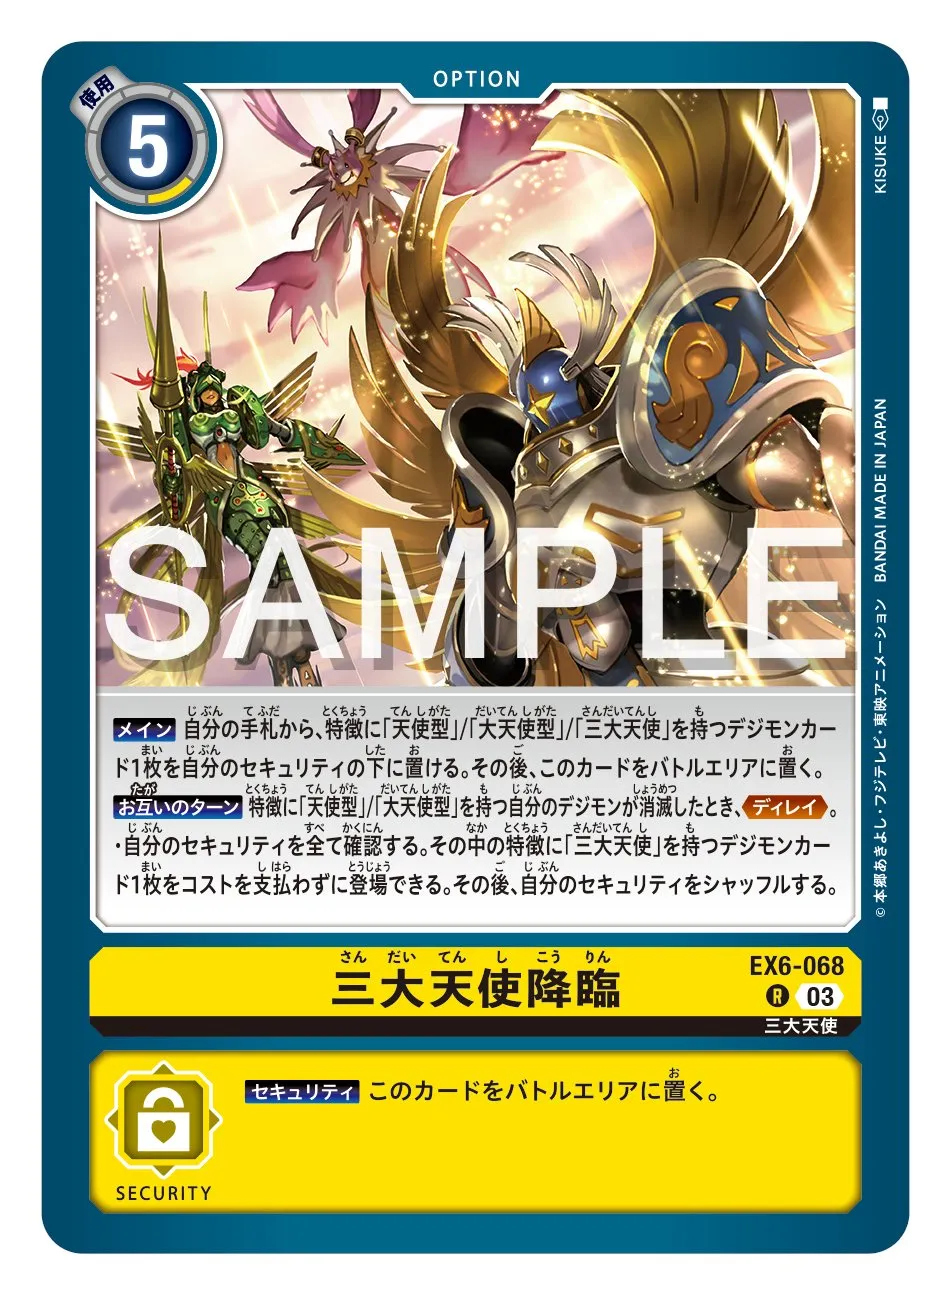 OPTION
使用
5
KISUKE
SAMPLE
メイン 自分の手札から、特徴に「天使型」/「大天使型」/「三大天使」を持つデジモンカー
ド1枚を自分のセキュリティの下に置ける。その後、このカードをバトルエリアに置く。
お互いのターン 特徴に「天使型」/「大天使型」を持つ自分のデジモンが消滅したとき、ディレイ。
・自分のセキュリティを全て確認する。その中の特徴に「三大天使」を持つデジモンカー
ド1枚をコストを支払わずに登場できる。その後、自分のセキュリティをシャッフルする。
©本郷あきよし・フジテレビ・東映アニメーション BANDAI MADE IN JAPAN
さん だい てん し こう りん
三大天使降臨
EX6-068
R 03
三大天使
セキュリティ このカードをバトルエリアに置く。
SECURITY